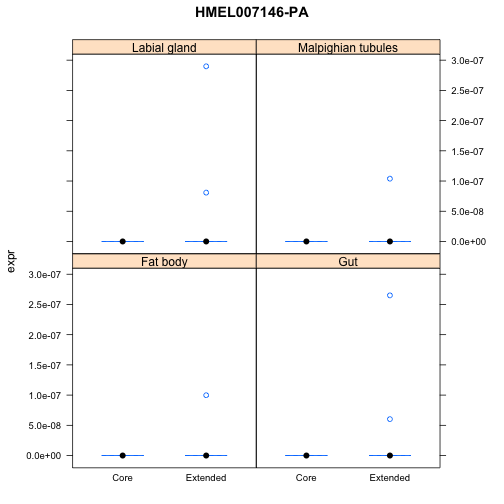 HMEL007146-PA
Labial gland
Malpighian tubules
3.0e-07
2.5e-07
2.0e-07
1.5e-07
1.0e-07
5.0e-08
0.0e+00
expr
Fat body
Gut
3.0e-07
2.5e-07
2.0e-07
1.5e-07
1.0e-07
5.0e-08
0.0e+00
Core
Extended
Core
Extended